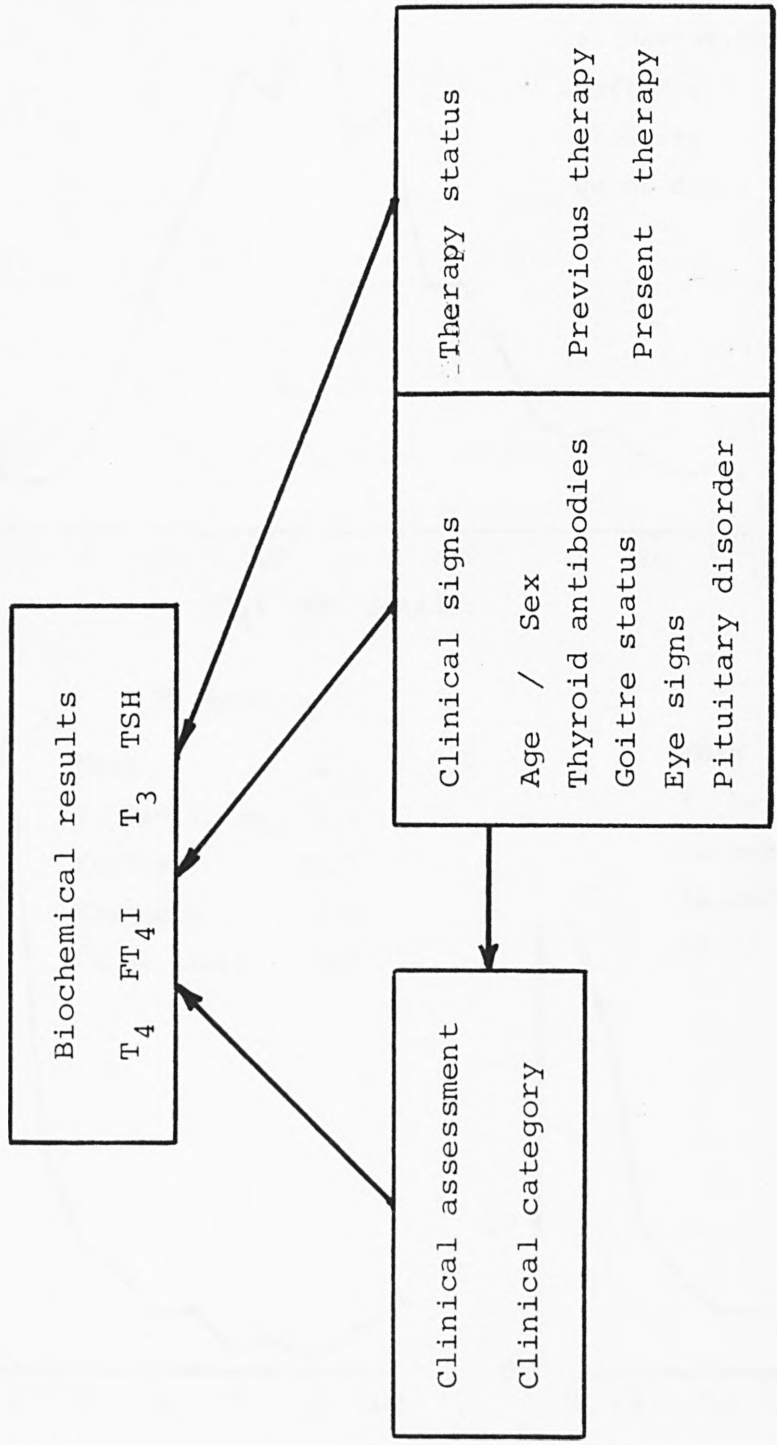 Biochemical results
T₄ FT₄I T₃ TSH
Clinical assessment
Clinical category
Clinical signs
Age / Sex
Thyroid antibodies
Goitre status
Eye signs
Pituitary disorder
Therapy status
Previous therapy
Present therapy